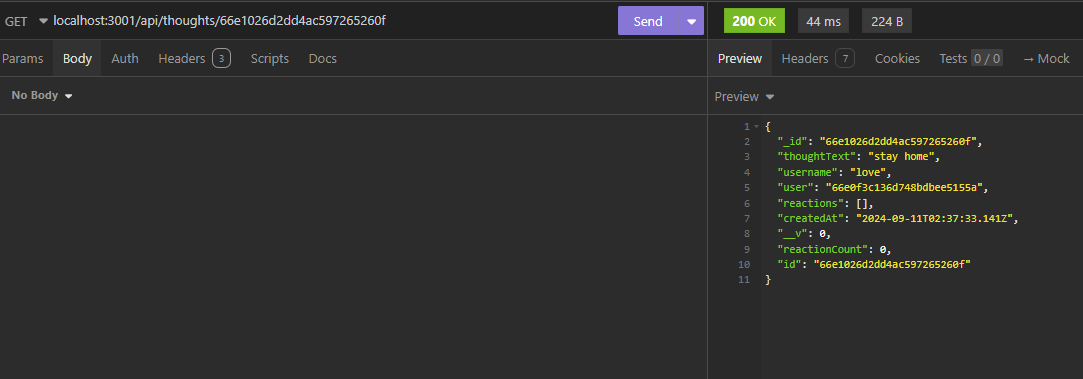 GET localhost:3001/api/thoughts/66e1026d2dd4ac597265260f Send 200 OK 44 ms 224 B
Params Body Auth Headers 3 Scripts Docs Preview Headers 7 Cookies Tests 0 / 0 → Mock
No Body Preview
1 {
2 "_id": "66e1026d2dd4ac597265260f",
3 "thoughtText": "stay home",
4 "username": "love",
5 "user": "66e0f3c136d748bdbee5155a",
6 "reactions": [],
7 "createdAt": "2024-09-11T02:37:33.141Z",
8 "__v": 0,
9 "reactionCount": 0,
10 "id": "66e1026d2dd4ac597265260f"
11 }